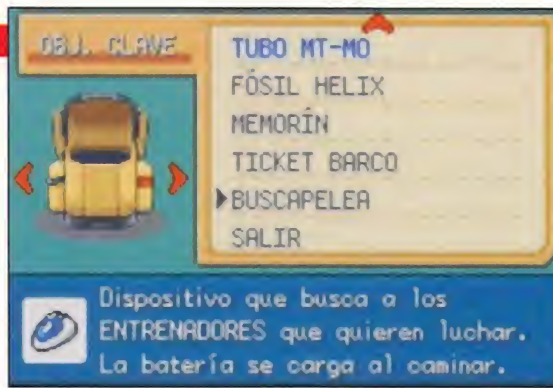 OBJ. CLAVE
TUBO MT-MO
FÓSIL HELIX
MEMORÍN
TICKET BARCO
BUSCAPELEA
SALIR
Dispositivo que busca a los
ENTRENADORES que quieren luchar.
La batería se carga al caminar.